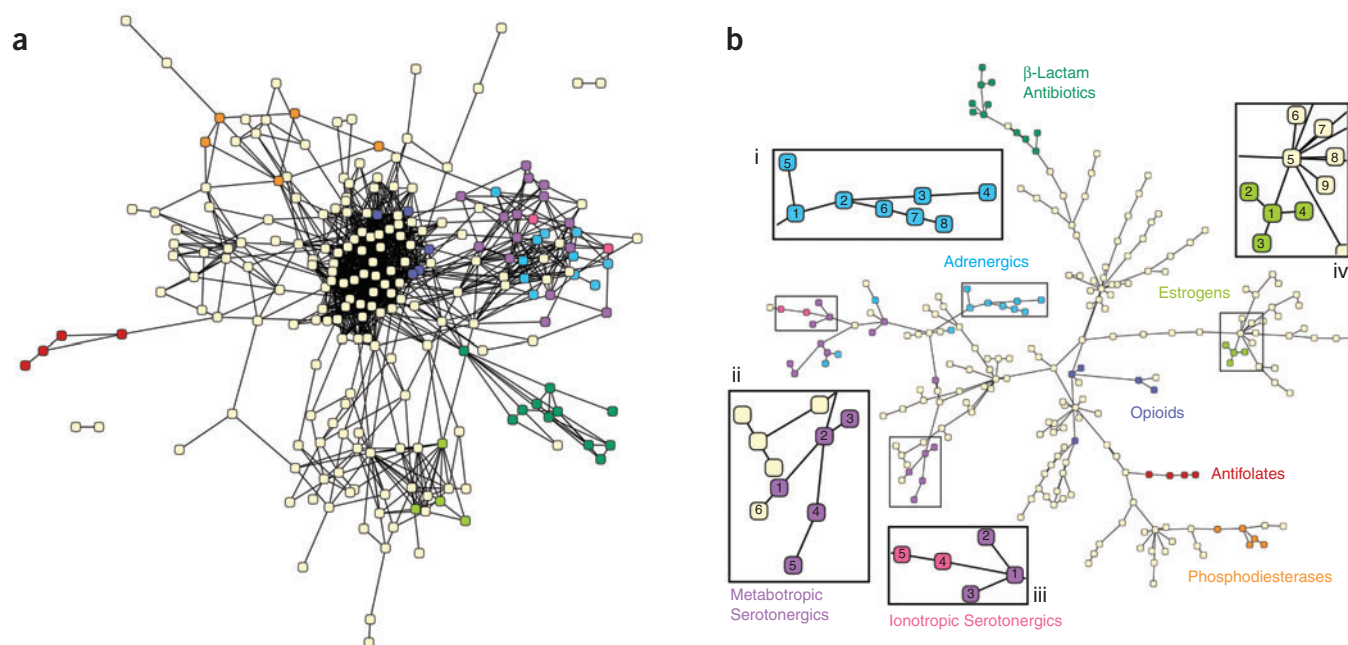 a
b
β-Lactam
Antibiotics
i
5
1
2
3
4
6
7
8
6
7
5
8
9
2
1
4
3
iv
Adrenergics
Estrogens
ii
3
2
1
6
4
5
Opioids
Antifolates
2
5
4
1
3
iii
Phosphodiesterases
Metabotropic
Serotonergics
Ionotropic Serotonergics